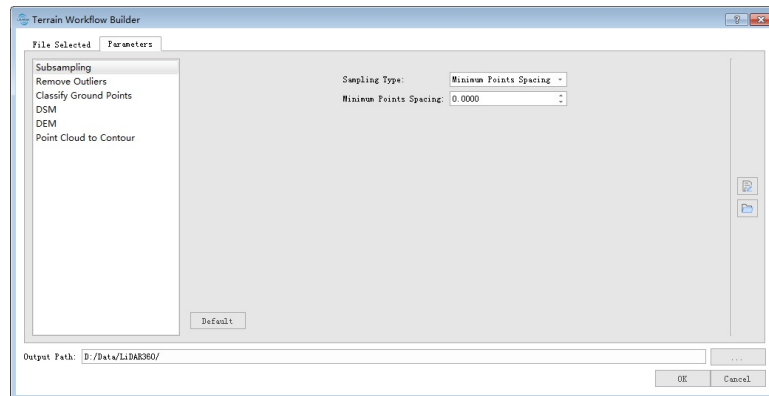 Terrain Workflow Builder
File Selected Parameters
Subsampling
Remove Outliers
Classify Ground Points
DSM
DEM
Point Cloud to Contour
Sampling Type: Minimum Points Spacing
Minimum Points Spacing: 0.0000
Default
Output Path: D:/Data/LiDAR360/ ...
OK Cancel